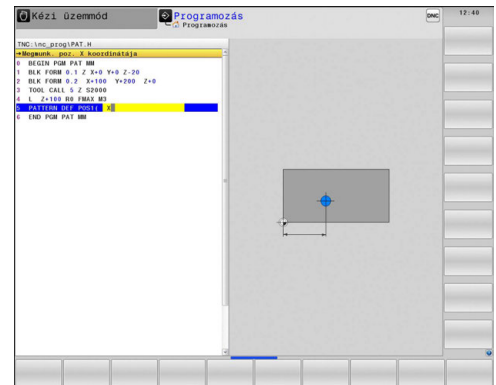 Kézi üzemmód
Programozás
Programozás
DNC
12:40
TNC:\nc_prog\PAT.H
→Megmunk. poz. X koordinátája
0 BEGIN PGM PAT MM
1 BLK FORM 0.1 Z X+0 Y+0 Z-20
2 BLK FORM 0.2 X+100 Y+200 Z+0
3 TOOL CALL 5 Z S2000
4 L Z+100 R0 FMAX M3
5 PATTERN DEF POS1( X
6 END PGM PAT MM